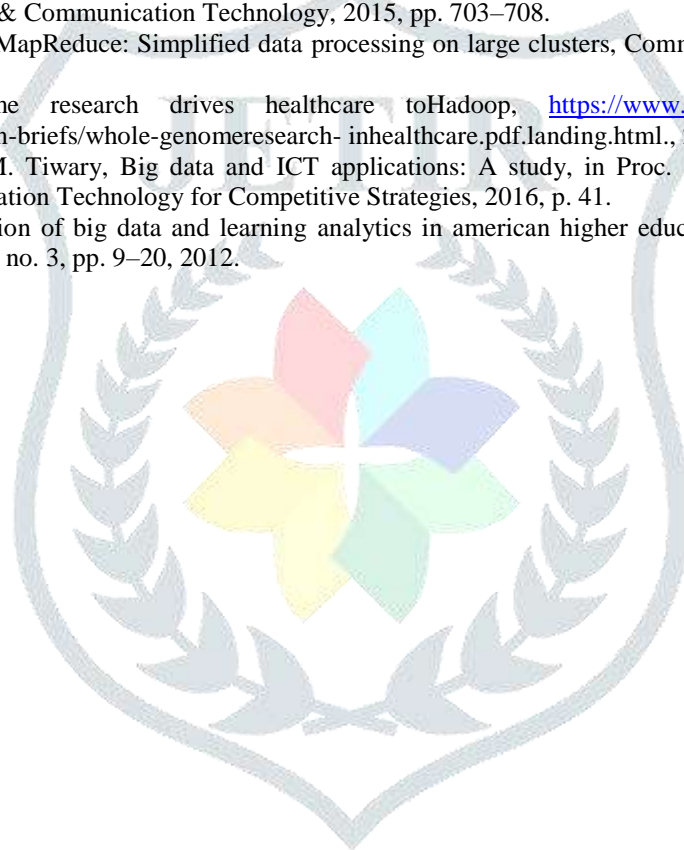 & Communication Technology, 2015, pp. 703–708.
MapReduce: Simplified data processing on large clusters, Comm
ne research drives healthcare toHadoop, https://www.
n-briefs/whole-genomeresearch- inhealthcare.pdf.landing.html.,
M. Tiwary, Big data and ICT applications: A study, in Proc.
ation Technology for Competitive Strategies, 2016, p. 41.
ion of big data and learning analytics in american higher educ
no. 3, pp. 9–20, 2012.
JETIR